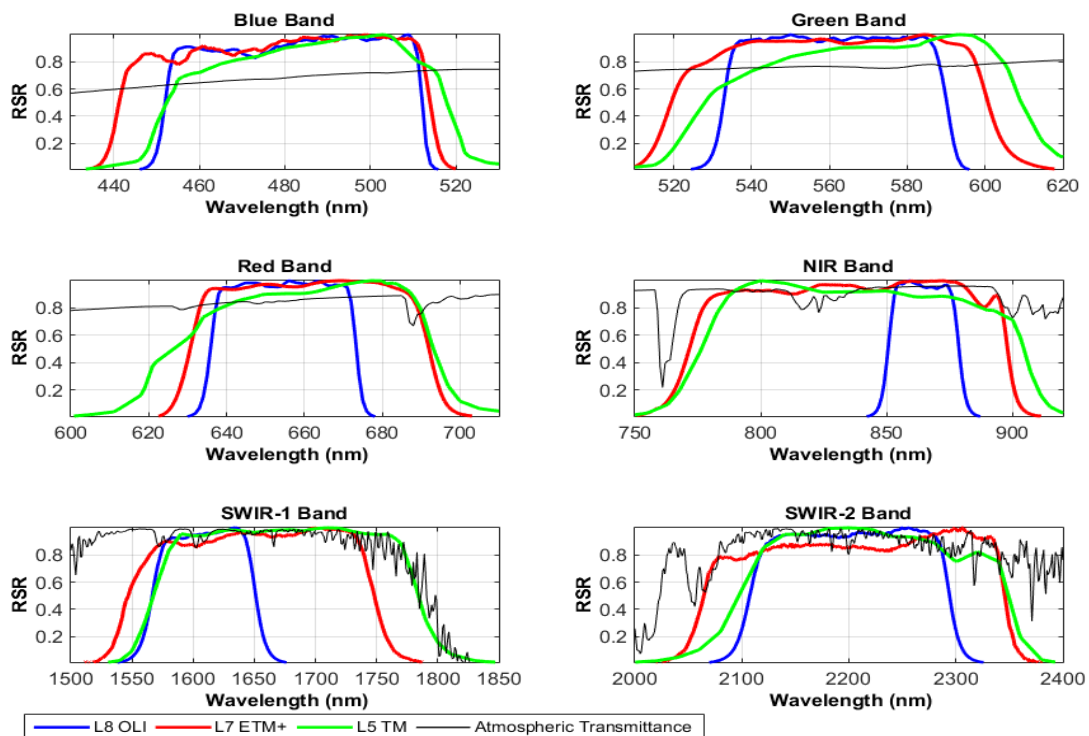 Blue Band
RSR
0.8
0.6
0.4
0.2
440 460 480 500 520
Wavelength (nm)
Green Band
RSR
0.8
0.6
0.4
0.2
520 540 560 580 600 620
Wavelength (nm)
Red Band
RSR
0.8
0.6
0.4
0.2
600 620 640 660 680 700
Wavelength (nm)
NIR Band
RSR
0.8
0.6
0.4
0.2
750 800 850 900
Wavelength (nm)
SWIR-1 Band
RSR
0.8
0.6
0.4
0.2
1500 1550 1600 1650 1700 1750 1800 1850
Wavelength (nm)
SWIR-2 Band
RSR
0.8
0.6
0.4
0.2
2000 2100 2200 2300 2400
Wavelength (nm)
L8 OLI L7 ETM+ L5 TM Atmospheric Transmittance